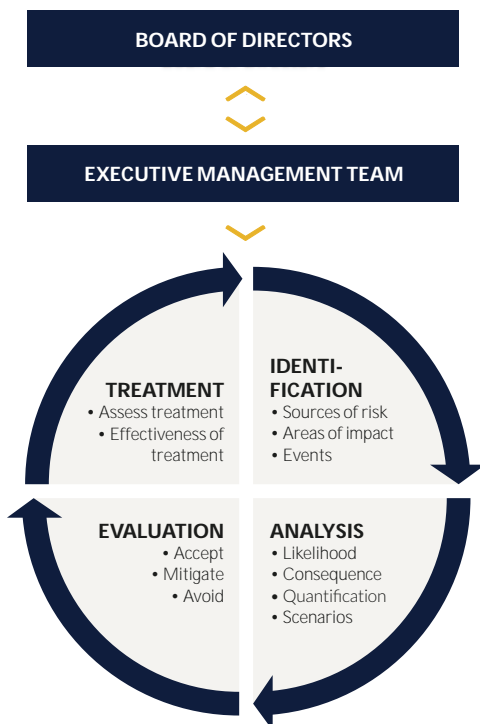 BOARD OF DIRECTORS
EXECUTIVE MANAGEMENT TEAM
TREATMENT
• Assess treatment
• Effectiveness of
treatment
IDENTI-
FICATION
• Sources of risk
• Areas of impact
• Events
EVALUATION
• Accept
• Mitigate
• Avoid
ANALYSIS
• Likelihood
• Consequence
• Quantification
• Scenarios